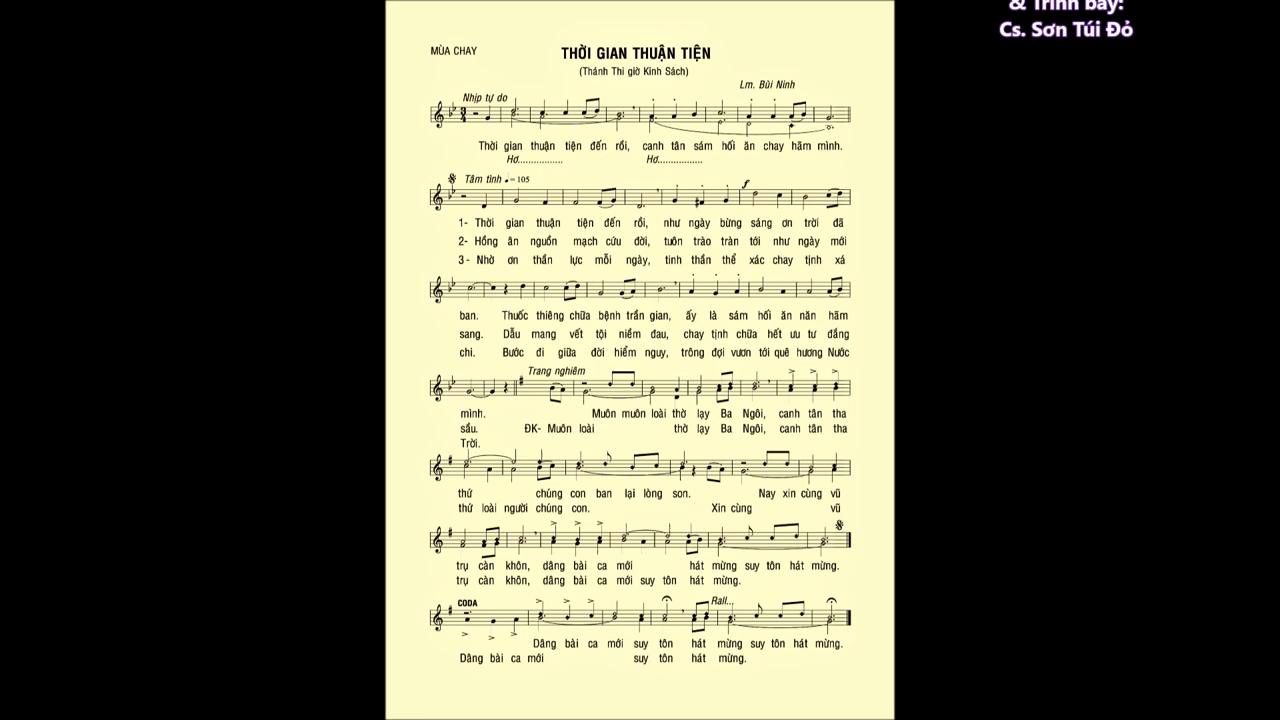 & Trình bày:
Cs. Sơn Túi Đỏ
MÙA CHAY
THỜI GIAN THUẬN TIỆN
(Thánh Thi giờ Kinh Sách)
Lm. Bùi Ninh
Nhịp tự do
Thời gian thuận tiện đến rồi, canh tân sám hối ăn chay hãm mình.
Hơ................ Hơ................
Tâm tình ♩ = 105
f
1- Thời gian thuận tiện đến rồi, như ngày bừng sáng ơn trời đã
2- Hồng ân nguồn mạch cứu đời, tuôn trào tràn tới như ngày mới
3- Nhờ ơn thần lực mỗi ngày, tinh thần thể xác chay tịnh xá
ban. Thuốc thiêng chữa bệnh trần gian, ấy là sám hối ăn năn hãm
sang. Dẫu mang vết tội niềm đau, chay tịnh chữa hết ưu tư đắng
chi. Bước đi giữa đời hiểm nguy, trông đợi vươn tới quê hương Nước
Trang nghiêm
mình. Muôn muôn loài thờ lạy Ba Ngôi, canh tân tha
sầu. ĐK- Muôn loài thờ lạy Ba Ngôi, canh tân tha
Trời.
thứ chúng con ban lại lòng son. Nay xin cùng vũ
thứ loài người chúng con. Xin cùng vũ
trụ càn khôn, dâng bài ca mới hát mừng suy tôn hát mừng.
trụ càn khôn, dâng bài ca mới suy tôn hát mừng.
CODA
Rall...
Dâng bài ca mới suy tôn hát mừng suy tôn hát mừng.
Dâng bài ca mới suy tôn hát mừng.